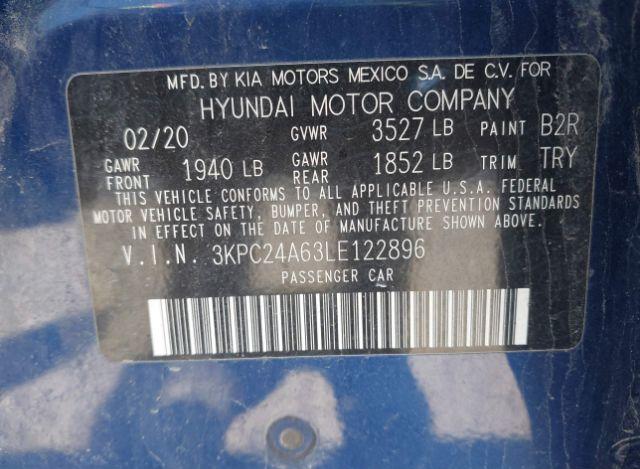 MFD. BY KIA MOTORS MEXICO S.A. DE C.V. FOR
HYUNDAI MOTOR COMPANY
02/20 GVWR 3527 LB PAINT B2R
GAWR FRONT 1940 LB GAWR REAR 1852 LB TRIM TRY
THIS VEHICLE CONFORMS TO ALL APPLICABLE U.S.A. FEDERAL
MOTOR VEHICLE SAFETY, BUMPER, AND THEFT PREVENTION STANDARDS
IN EFFECT ON THE DATE OF MANUFACTURE SHOWN ABOVE.
V.I.N. 3KPC24A63LE122896
PASSENGER CAR